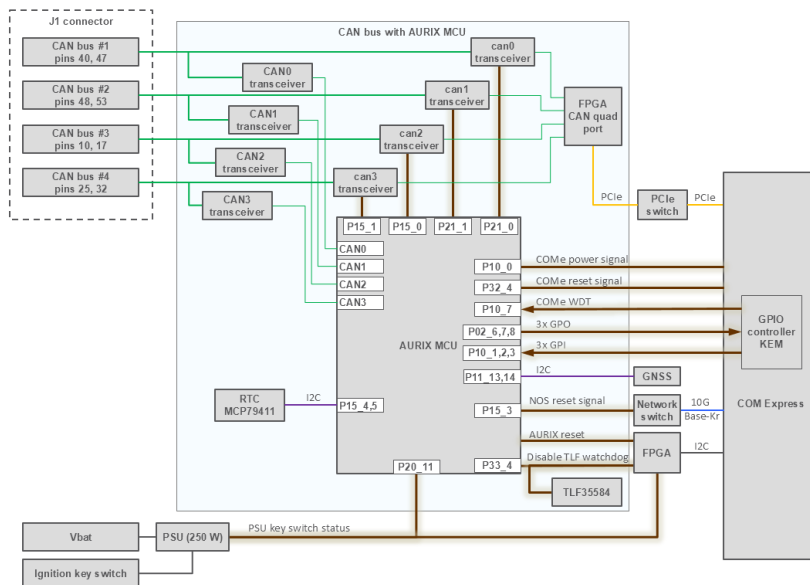 J1 connector
CAN bus #1
pins 40, 47
CAN bus #2
pins 48, 53
CAN bus #3
pins 10, 17
CAN bus #4
pins 25, 32
CAN bus with AURIX MCU
can0
transceiver
CAN0
transceiver
can1
transceiver
CAN1
transceiver
can2
transceiver
CAN2
transceiver
can3
transceiver
CAN3
transceiver
FPGA
CAN quad
port
PCIe
PCIe
switch
PCIe
P15_1
P15_0
P21_1
P21_0
CAN0
CAN1
CAN2
CAN3
AURIX MCU
P10_0
COMe power signal
P32_4
COMe reset signal
P10_7
COMe WDT
P02_6,7,8
3x GPO
P10_1,2,3
3x GPI
GPIO
controller
KEM
P11_13,14
I2C
GNSS
RTC
MCP79411
I2C
P15_4,5
P15_3
NOS reset signal
Network
switch
10G
Base-Kr
COM Express
AURIX reset
P33_4
Disable TLF watchdog
FPGA
I2C
P20_11
TLF35584
Vbat
PSU (250 W)
PSU key switch status
Ignition key switch